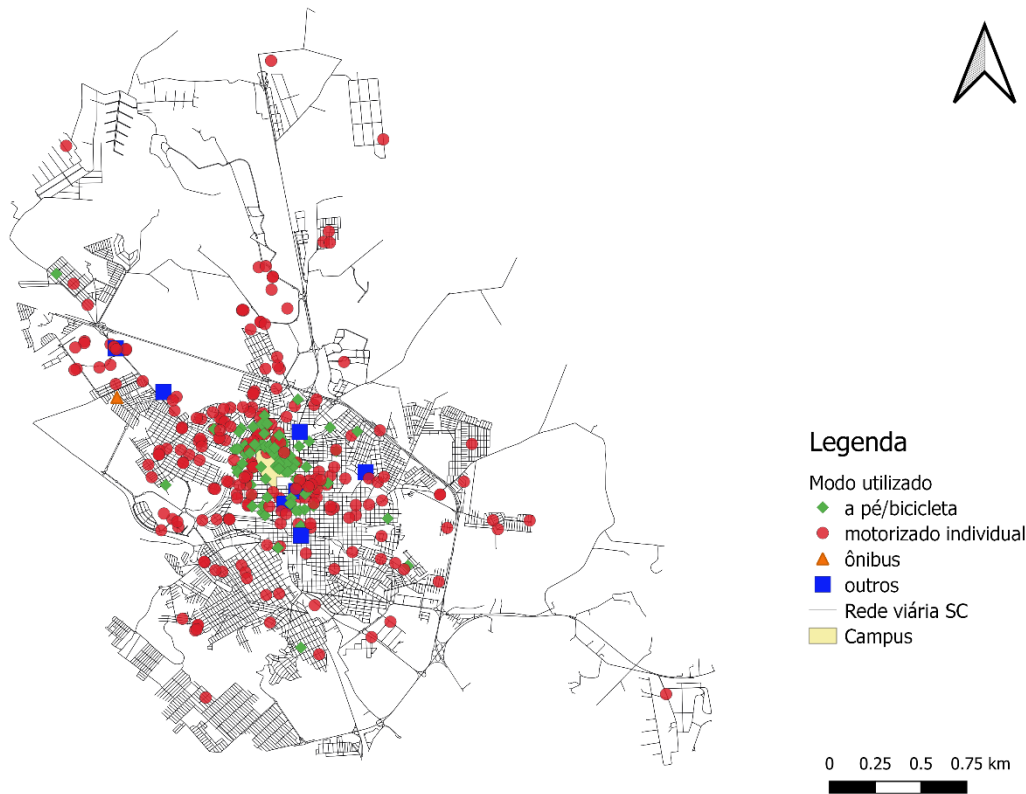 Legenda
Modo utilizado
a pé/bicicleta
motorizado individual
ônibus
outros
Rede viária SC
Campus
0 0.25 0.5 0.75 km